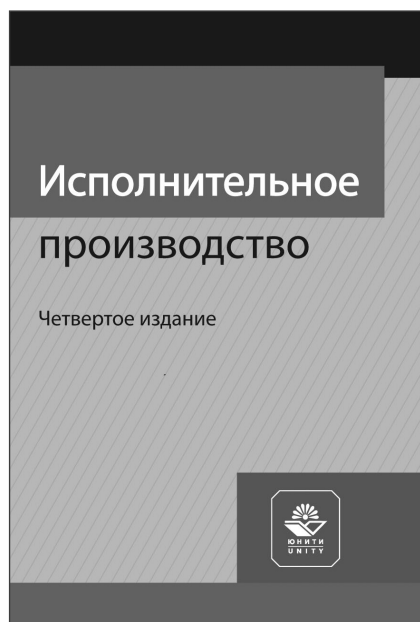 Исполнительное
производство
Четвертое издание
ЮНИТИ
UNITY